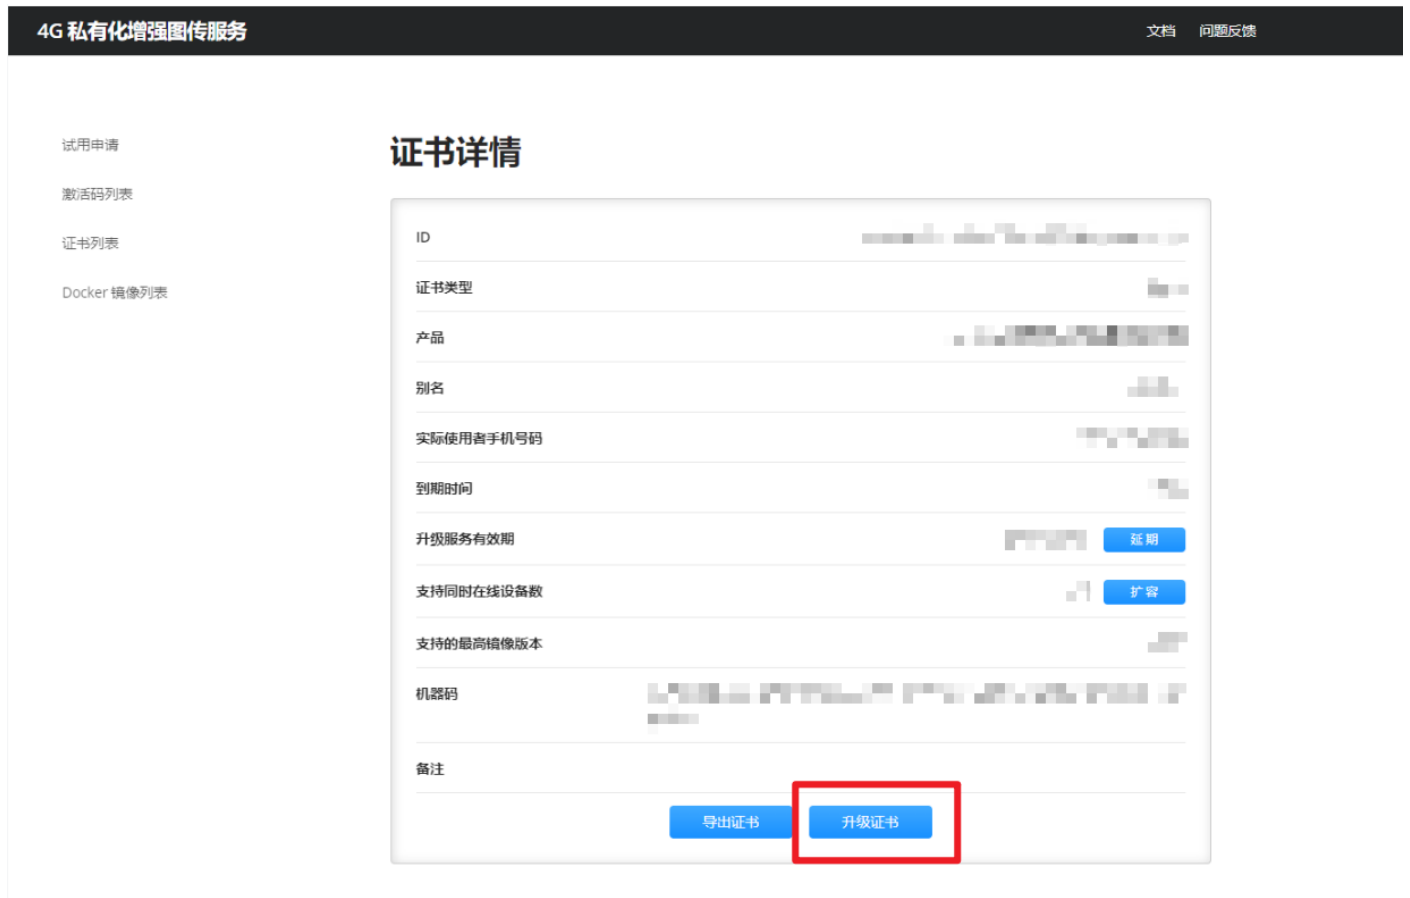 4G 私有化增强图传服务
文档 问题反馈
试用申请
激活码列表
证书列表
Docker 镜像列表
证书详情
ID
证书类型
产品
别名
实际使用者手机号码
到期时间
升级服务有效期 延期
支持同时在线设备数 扩容
支持的最高镜像版本
机器码
备注
导出证书 升级证书